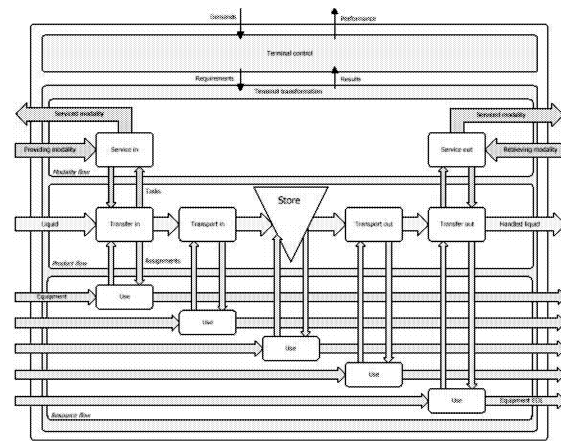 Demands
Performance
Terminal control
Requirements
Results
Terminal transformation
Serviced modality
Serviced modality
Providing modality
Service in
Service out
Retrieving modality
Modality flow
Tasks
Store
Liquid
Transfer in
Transport in
Transport out
Transfer out
Handled liquid
Product flow
Assignments
Equipment
Use
Use
Use
Use
Use
Equipment EOL
Resource flow